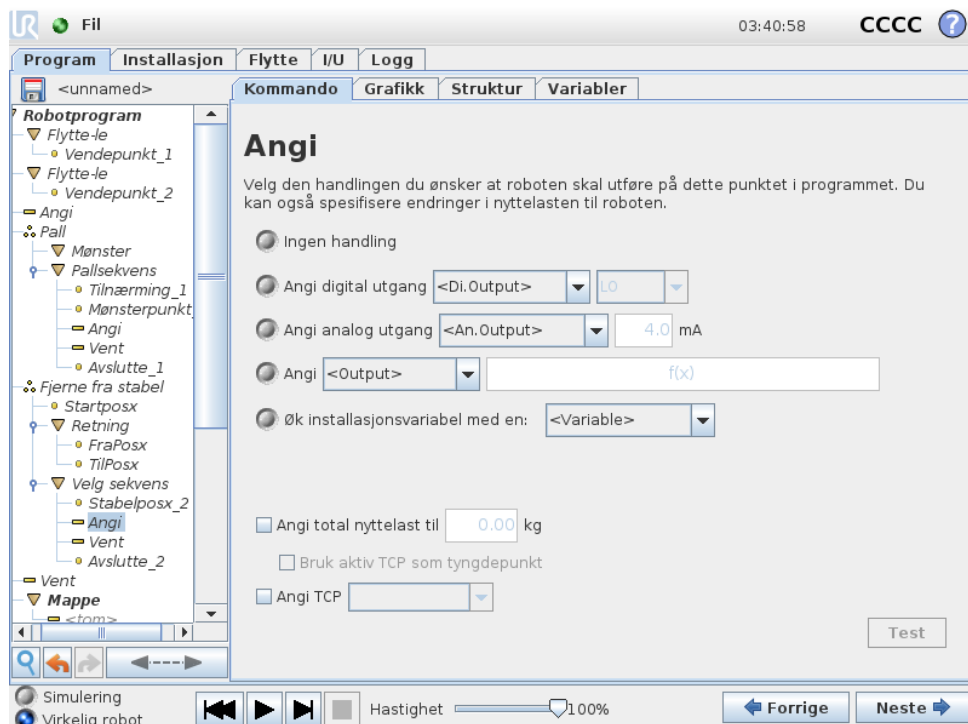 UR Fil 03:40:58 CCCC ?
Program Installasjon Flytte I/U Logg
<unnamed>
Kommando Grafikk Struktur Variabler
Robotprogram
Flytte-le
Vendepunkt_1
Flytte-le
Vendepunkt_2
Angi
Pall
Mønster
Pallsekvens
Tilnærming_1
Mønsterpunkt
Angi
Vent
Avslutte_1
Fjerne fra stabel
Startposx
Retning
FraPosx
TilPosx
Velg sekvens
Stabelposx_2
Angi
Vent
Avslutte_2
Vent
Mappe
<tom>
Angi
Velg den handlingen du ønsker at roboten skal utføre på dette punktet i programmet. Du
kan også spesifisere endringer i nyttelasten til roboten.
Ingen handling
Angi digital utgang <Di.Output> LO
Angi analog utgang <An.Output> 4.0 mA
Angi <Output> f(x)
Øk installasjonsvariabel med en: <Variable>
Angi total nyttelast til 0.00 kg
Bruk aktiv TCP som tyngdepunkt
Angi TCP
Test
Simulering
Virkelig robot
Hastighet 100%
Forrige Neste